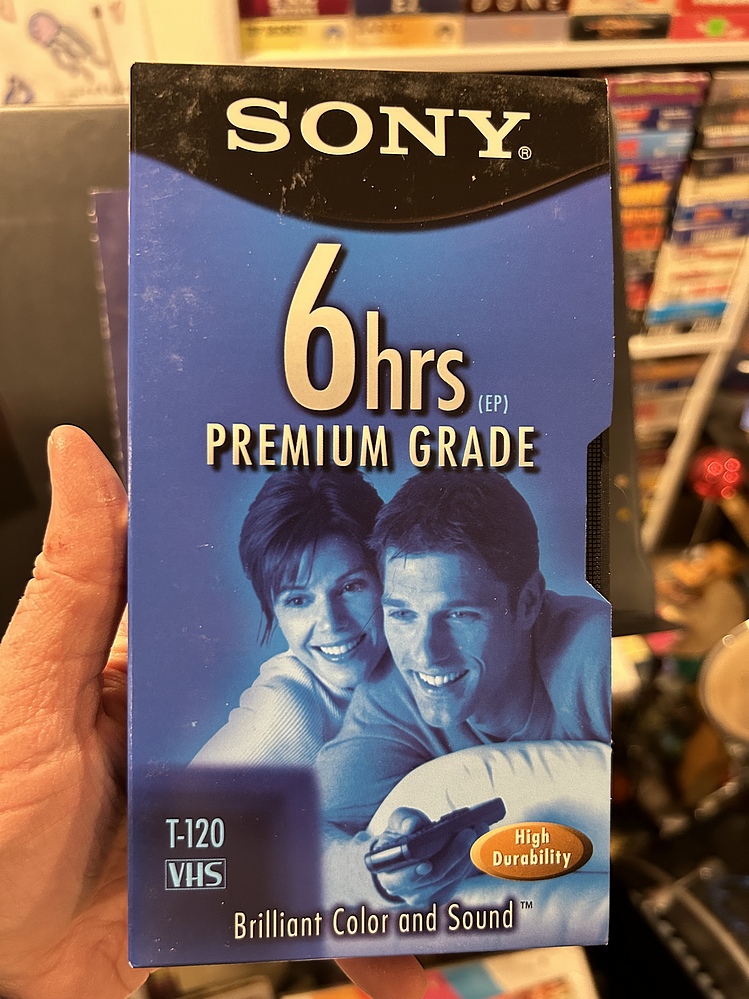 SONY®
6hrs (EP)
PREMIUM GRADE
T-120
VHS
High
Durability
Brilliant Color and Sound™